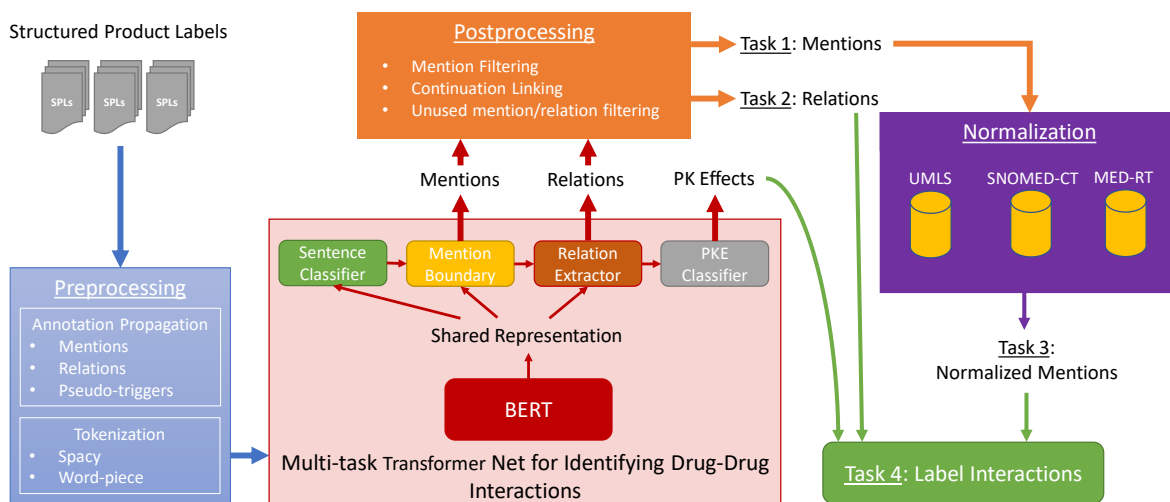 Structured Product Labels
SPLs
SPLs
SPLs
Preprocessing
Annotation Propagation
• Mentions
• Relations
• Pseudo-triggers
Tokenization
• Spacy
• Word-piece
Postprocessing
• Mention Filtering
• Continuation Linking
• Unused mention/relation filtering
Mentions
Relations
PK Effects
Sentence
Classifier
Mention
Boundary
Relation
Extractor
PKE
Classifier
Shared Representation
BERT
Multi-task Transformer Net for Identifying Drug-Drug
Interactions
Task 1: Mentions
Task 2: Relations
Normalization
UMLS
SNOMED-CT
MED-RT
Task 3:
Normalized Mentions
Task 4: Label Interactions